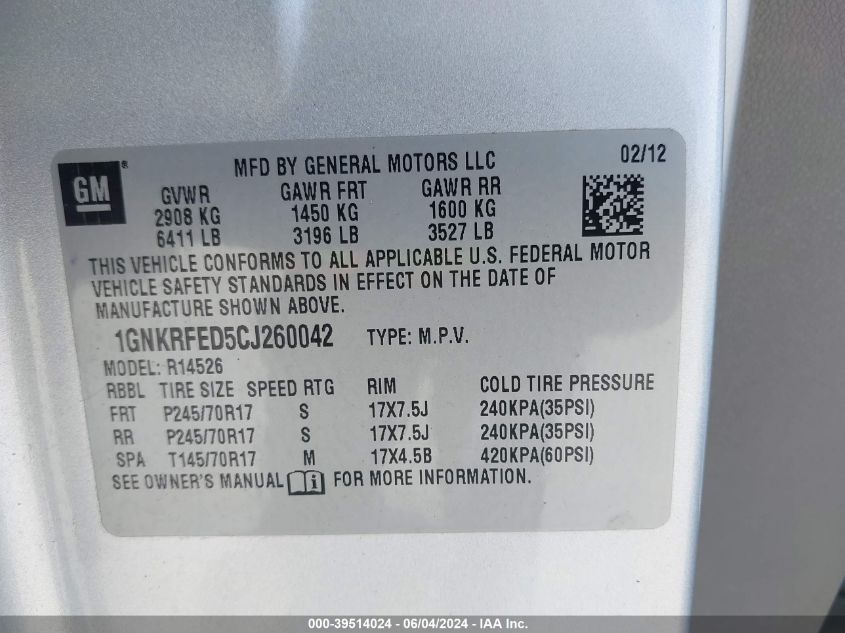 GM®
MFD BY GENERAL MOTORS LLC 02/12
GVWR GAWR FRT GAWR RR
2908 KG 1450 KG 1600 KG
6411 LB 3196 LB 3527 LB
THIS VEHICLE CONFORMS TO ALL APPLICABLE U.S. FEDERAL MOTOR
VEHICLE SAFETY STANDARDS IN EFFECT ON THE DATE OF
MANUFACTURE SHOWN ABOVE.
1GNKRFED5CJ260042 TYPE: M.P.V.
MODEL: R14526
RBBL TIRE SIZE SPEED RTG RIM COLD TIRE PRESSURE
FRT P245/70R17 S 17X7.5J 240KPA(35PSI)
RR P245/70R17 S 17X7.5J 240KPA(35PSI)
SPA T145/70R17 M 17X4.5B 420KPA(60PSI)
SEE OWNER'S MANUAL i FOR MORE INFORMATION.
000-39514024 - 06/04/2024 - IAA Inc.